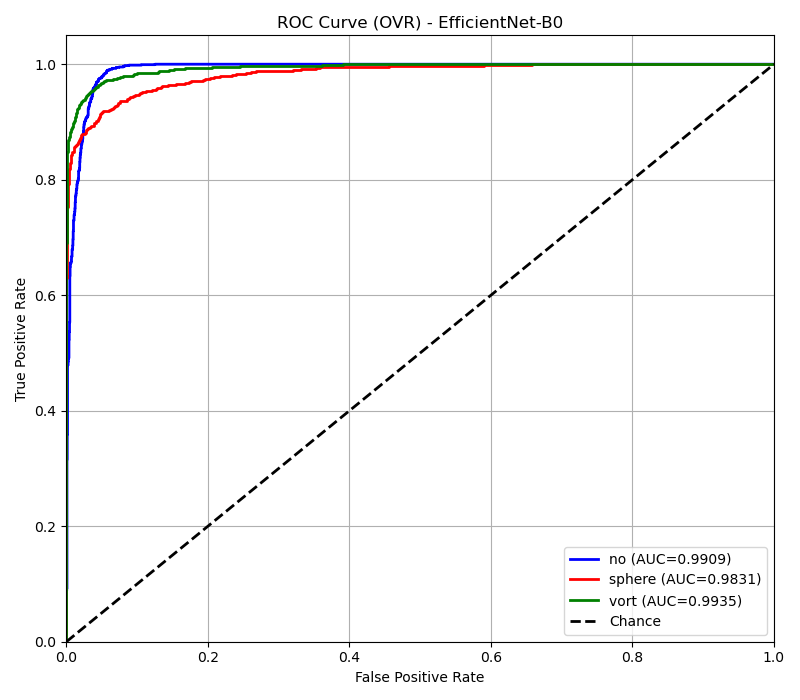 ROC Curve (OVR) - EfficientNet-B0
True Positive Rate
1.0
0.8
0.6
0.4
0.2
0.0
0.0 0.2 0.4 0.6 0.8 1.0
False Positive Rate
no (AUC=0.9909)
sphere (AUC=0.9831)
vort (AUC=0.9935)
Chance